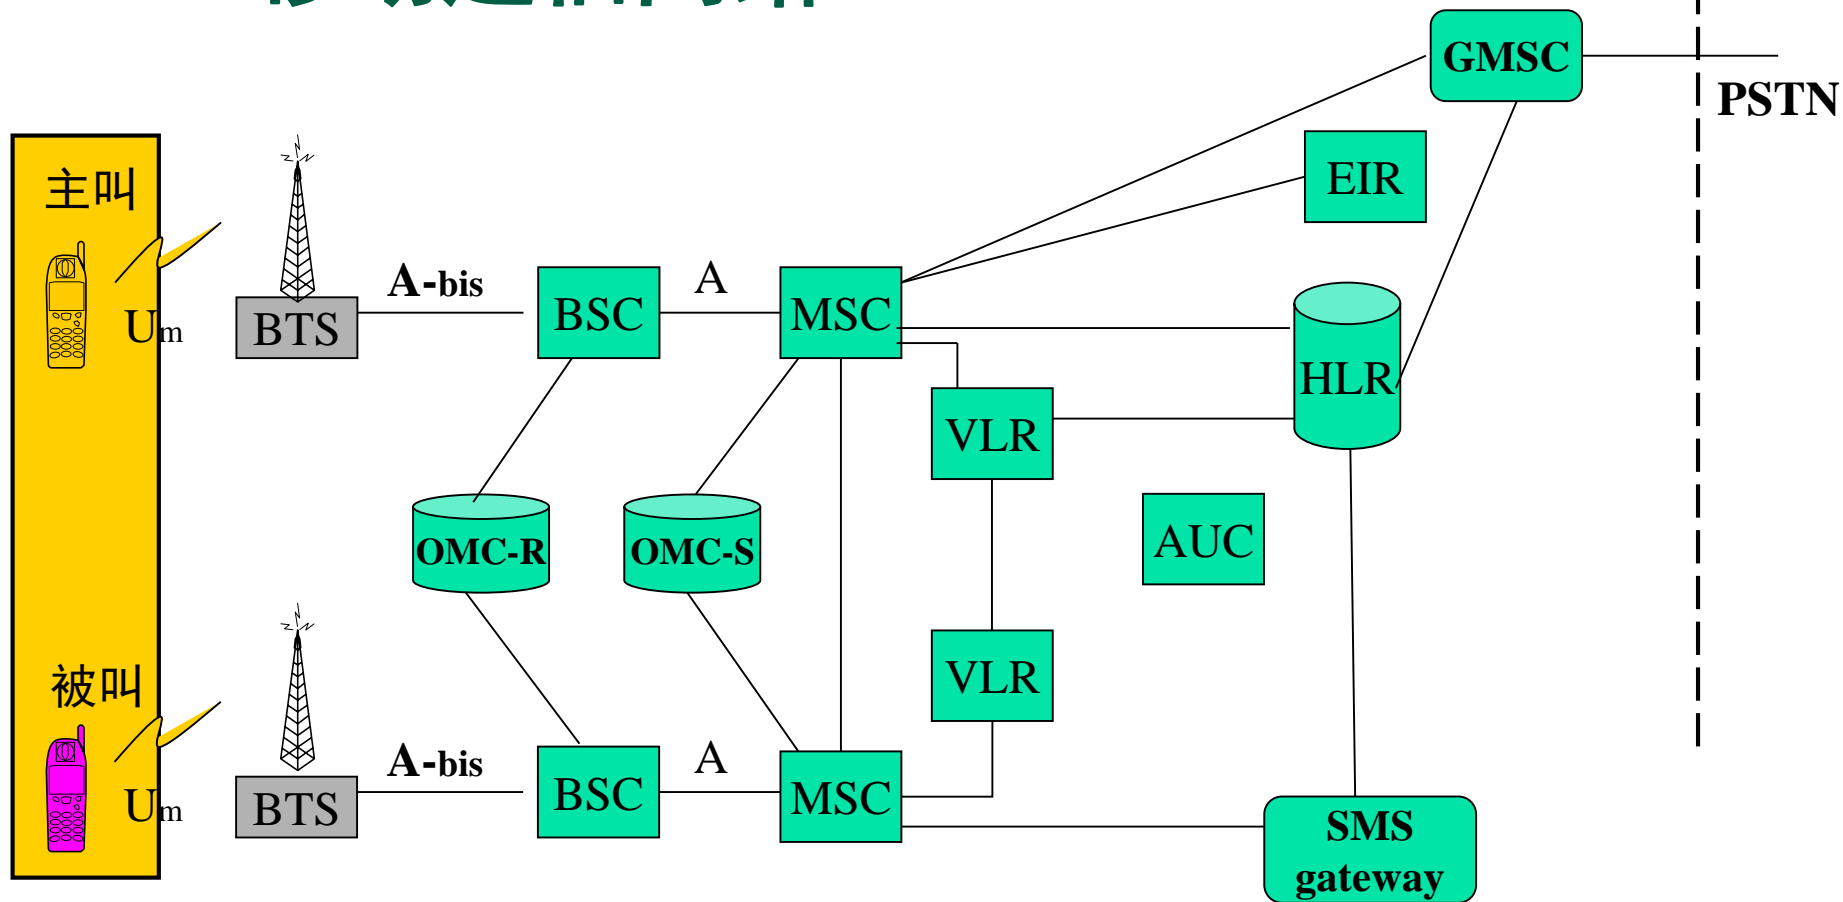 GMSC
PSTN
主叫
EIR
A-bis
A
Um
BTS
BSC
MSC
HLR
VLR
OMC-R
OMC-S
AUC
被叫
VLR
A-bis
A
Um
BTS
BSC
MSC
SMS
gateway